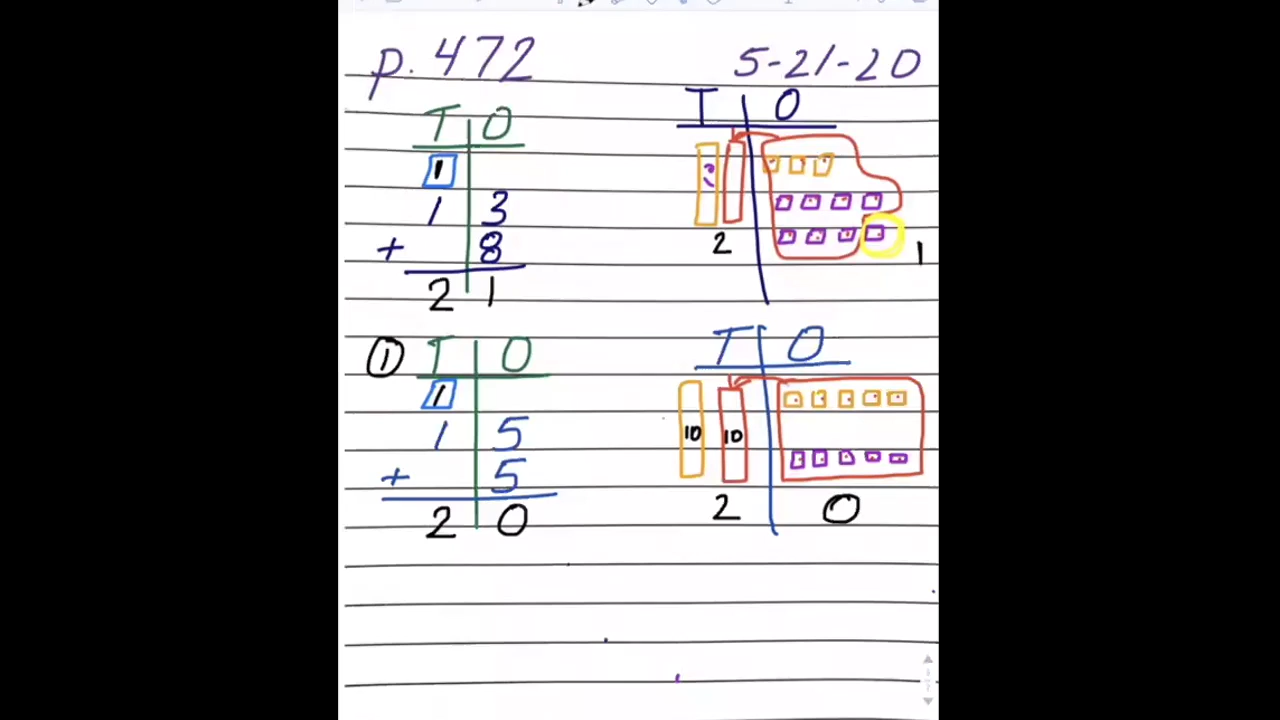 p. 472 5-21-20
T O
1
1 3
+ 8
2 1
T O
2 1
① T O
1
1 5
+ 5
2 0
T O
10 10
2 0